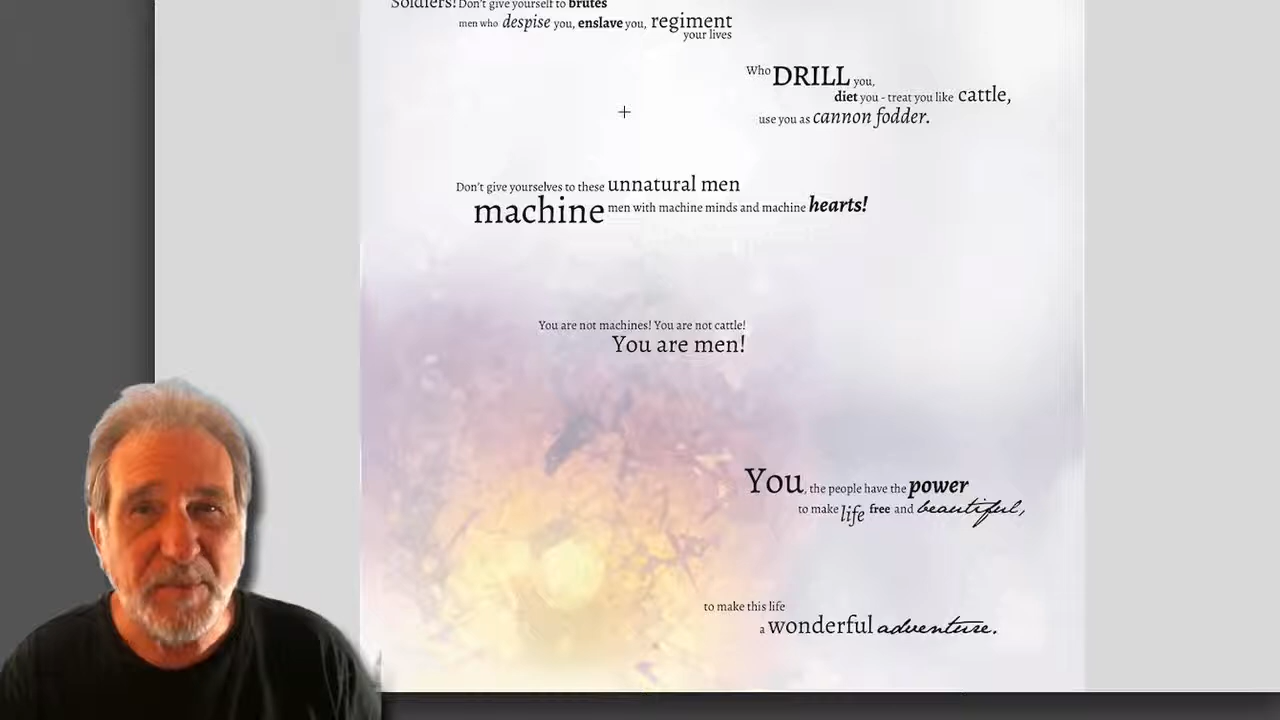 Soldiers! Don't give yourself to brutes
men who despise you, enslave you, regiment
your lives
Who DRILL you,
diet you - treat you like cattle,
use you as cannon fodder.
Don't give yourselves to these unnatural men
machine men with machine minds and machine hearts!
You are not machines! You are not cattle!
You are men!
You, the people have the power
to make life free and beautiful,
to make this life
a wonderful adventure.